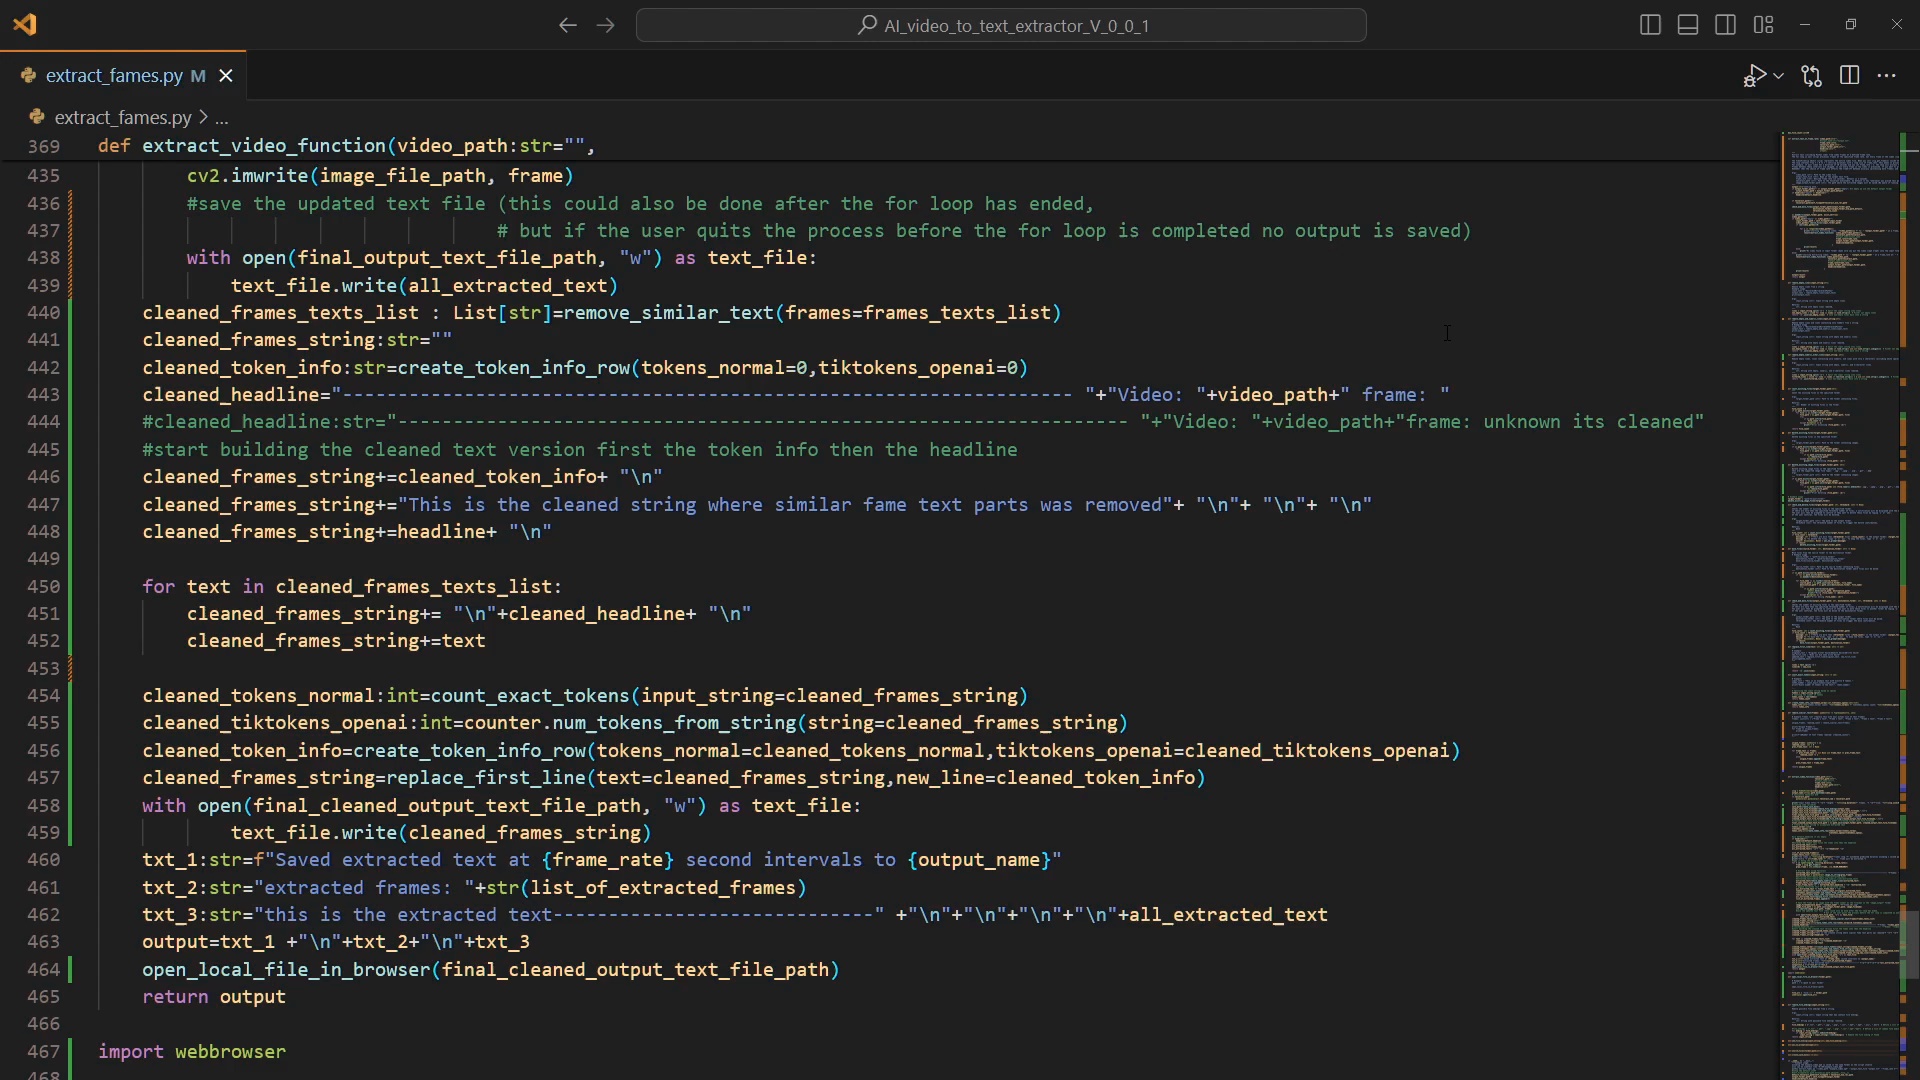 AI_video_to_text_extractor_V_0_0_1
extract_fames.py M
extract_fames.py > ...
369 def extract_video_function(video_path:str="",
435 cv2.imwrite(image_file_path, frame)
436 #save the updated text file (this could also be done after the for loop has ended,
437 # but if the user quits the process before the for loop is completed no output is saved)
438 with open(final_output_text_file_path, "w") as text_file:
439 text_file.write(all_extracted_text)
440 cleaned_frames_texts_list : List[str]=remove_similar_text(frames=frames_texts_list)
441 cleaned_frames_string:str=""
442 cleaned_token_info:str=create_token_info_row(tokens_normal=0,tiktokens_openai=0)
443 cleaned_headline="------------------------------------------------------------------ "+"Video: "+video_path+" frame: "
444 #cleaned_headline:str="------------------------------------------------------------------ "+"Video: "+video_path+"frame: unknown its cleaned"
445 #start building the cleaned text version first the token info then the headline
446 cleaned_frames_string+=cleaned_token_info+ "\n"
447 cleaned_frames_string+="This is the cleaned string where similar fame text parts was removed"+ "\n"+ "\n"+ "\n"
448 cleaned_frames_string+=headline+ "\n"
449
450 for text in cleaned_frames_texts_list:
451 cleaned_frames_string+= "\n"+cleaned_headline+ "\n"
452 cleaned_frames_string+=text
453
454 cleaned_tokens_normal:int=count_exact_tokens(input_string=cleaned_frames_string)
455 cleaned_tiktokens_openai:int=counter.num_tokens_from_string(string=cleaned_frames_string)
456 cleaned_token_info=create_token_info_row(tokens_normal=cleaned_tokens_normal,tiktokens_openai=cleaned_tiktokens_openai)
457 cleaned_frames_string=replace_first_line(text=cleaned_frames_string,new_line=cleaned_token_info)
458 with open(final_cleaned_output_text_file_path, "w") as text_file:
459 text_file.write(cleaned_frames_string)
460 txt_1:str=f"Saved extracted text at {frame_rate} second intervals to {output_name}"
461 txt_2:str="extracted frames: "+str(list_of_extracted_frames)
462 txt_3:str="this is the extracted text-----------------------------" +"\n"+"\n"+"\n"+"\n"+all_extracted_text
463 output=txt_1 +"\n"+txt_2+"\n"+txt_3
464 open_local_file_in_browser(final_cleaned_output_text_file_path)
465 return output
466
467 import webbrowser
468